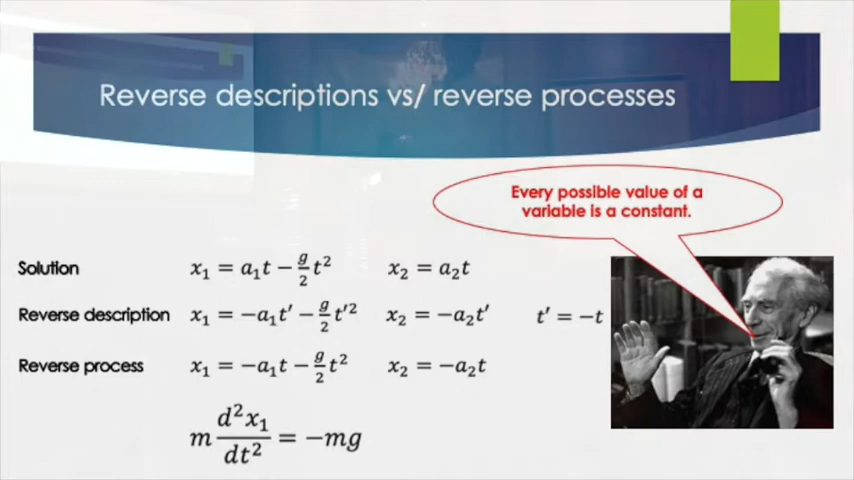 Reverse descriptions vs/ reverse processes
Every possible value of a
variable is a constant.
Solution x₁ = a₁t − g/2 t² x₂ = a₂t
Reverse description x₁ = −a₁t′ − g/2 t′² x₂ = −a₂t′ t′ = −t
Reverse process x₁ = −a₁t − g/2 t² x₂ = −a₂t
m d²x₁/dt² = −mg